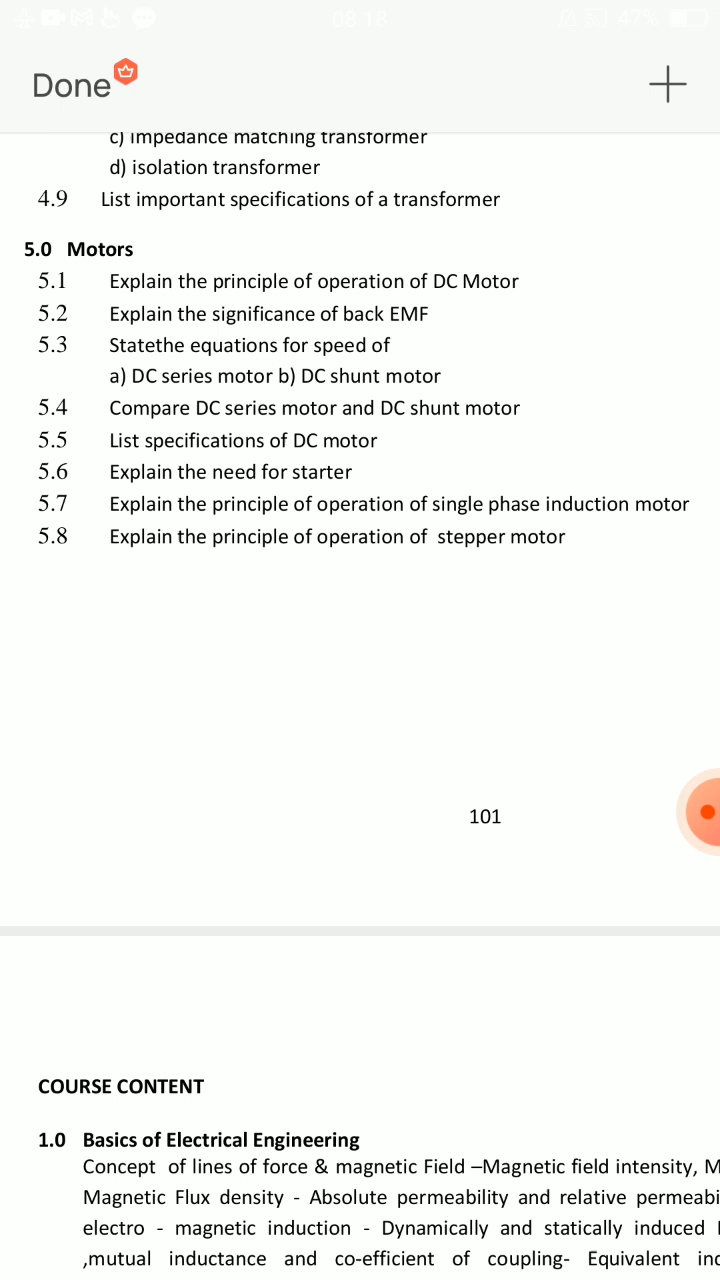 08:18
47%
Done
c) impedance matching transformer
d) isolation transformer
4.9 List important specifications of a transformer
5.0 Motors
5.1 Explain the principle of operation of DC Motor
5.2 Explain the significance of back EMF
5.3 Statethe equations for speed of
a) DC series motor b) DC shunt motor
5.4 Compare DC series motor and DC shunt motor
5.5 List specifications of DC motor
5.6 Explain the need for starter
5.7 Explain the principle of operation of single phase induction motor
5.8 Explain the principle of operation of stepper motor
101
COURSE CONTENT
1.0 Basics of Electrical Engineering
Concept of lines of force & magnetic Field –Magnetic field intensity, M
Magnetic Flux density - Absolute permeability and relative permeabi
electro - magnetic induction - Dynamically and statically induced
,mutual inductance and co-efficient of coupling- Equivalent ind